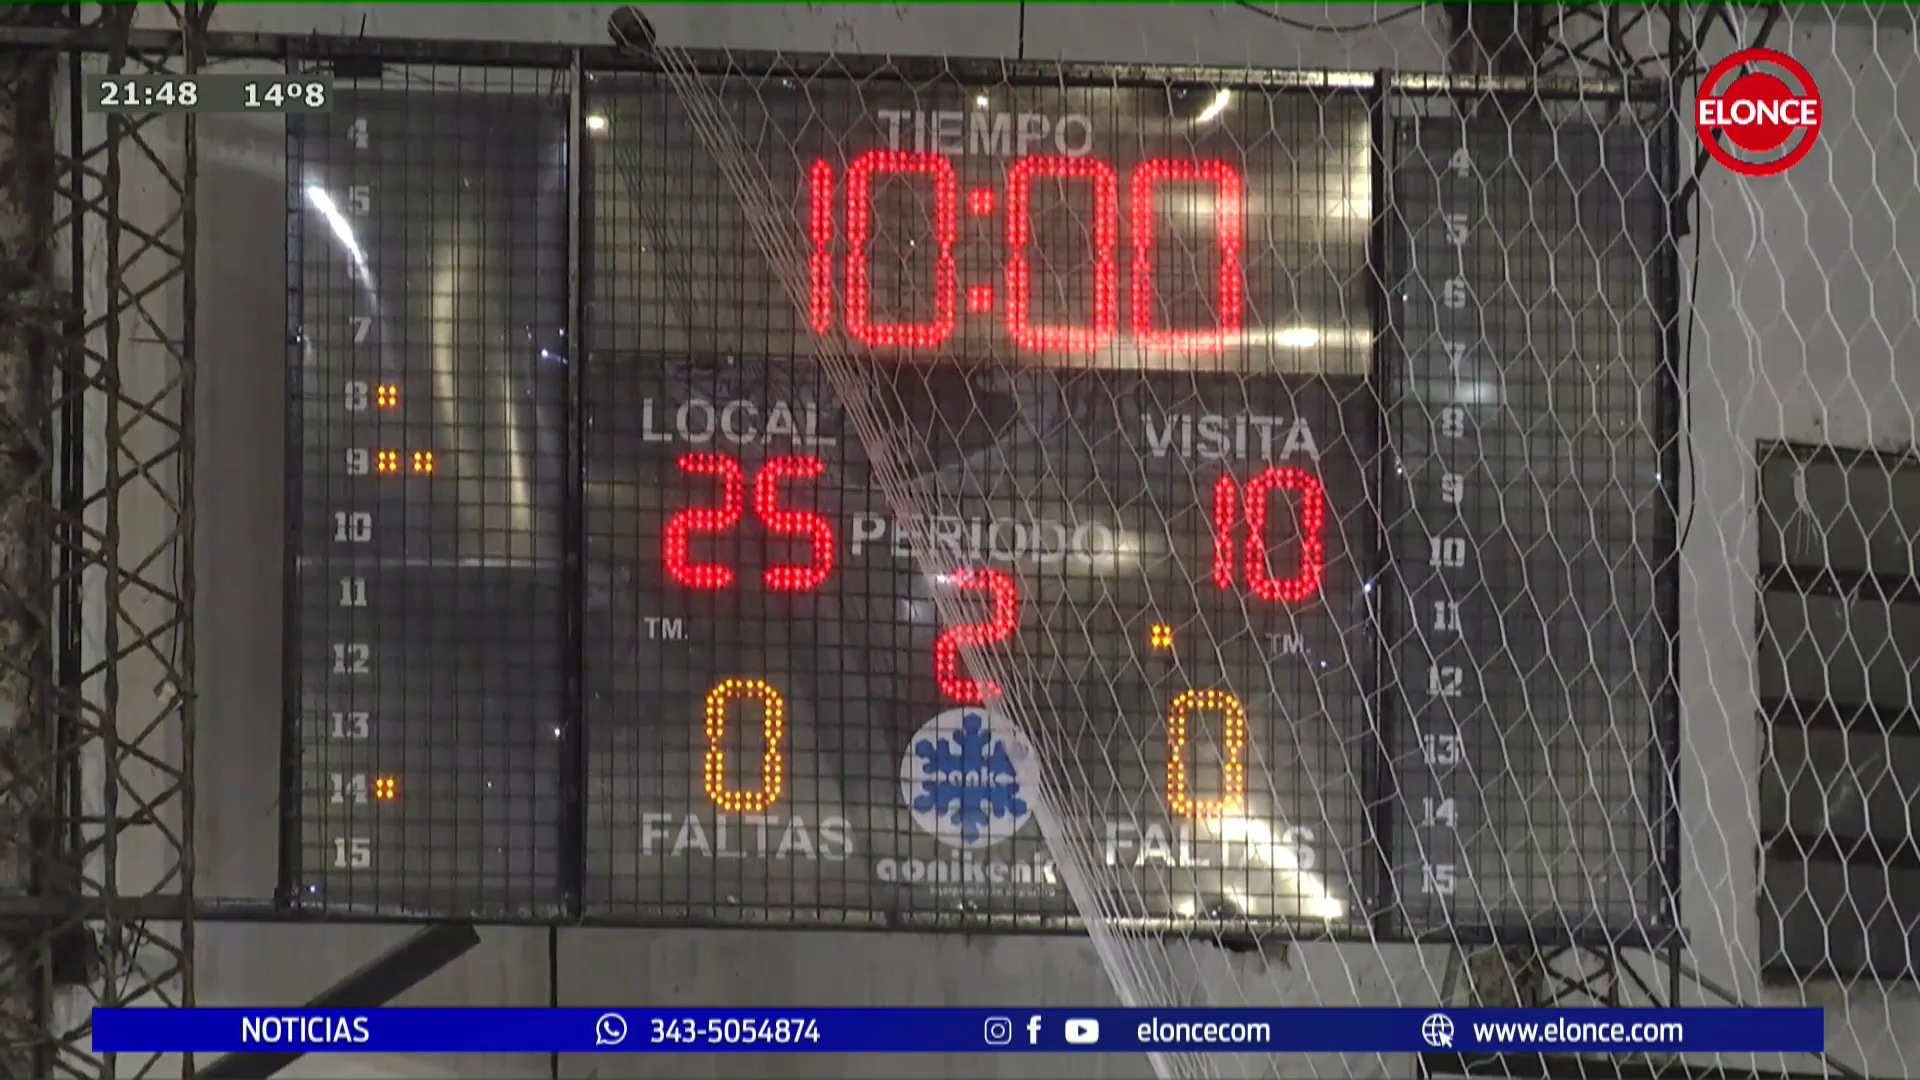 21:48 14º8
ELONCE
TIEMPO
10:00
LOCAL
VISITA
25
10
PERIODO
2
TM.
TM.
0
0
FALTAS
FALTAS
aonikenk
4
5
7
8
9
10
11
12
13
14
15
4
5
6
7
8
9
10
11
12
13
14
15
NOTICIAS 343-5054874 eloncecom www.elonce.com